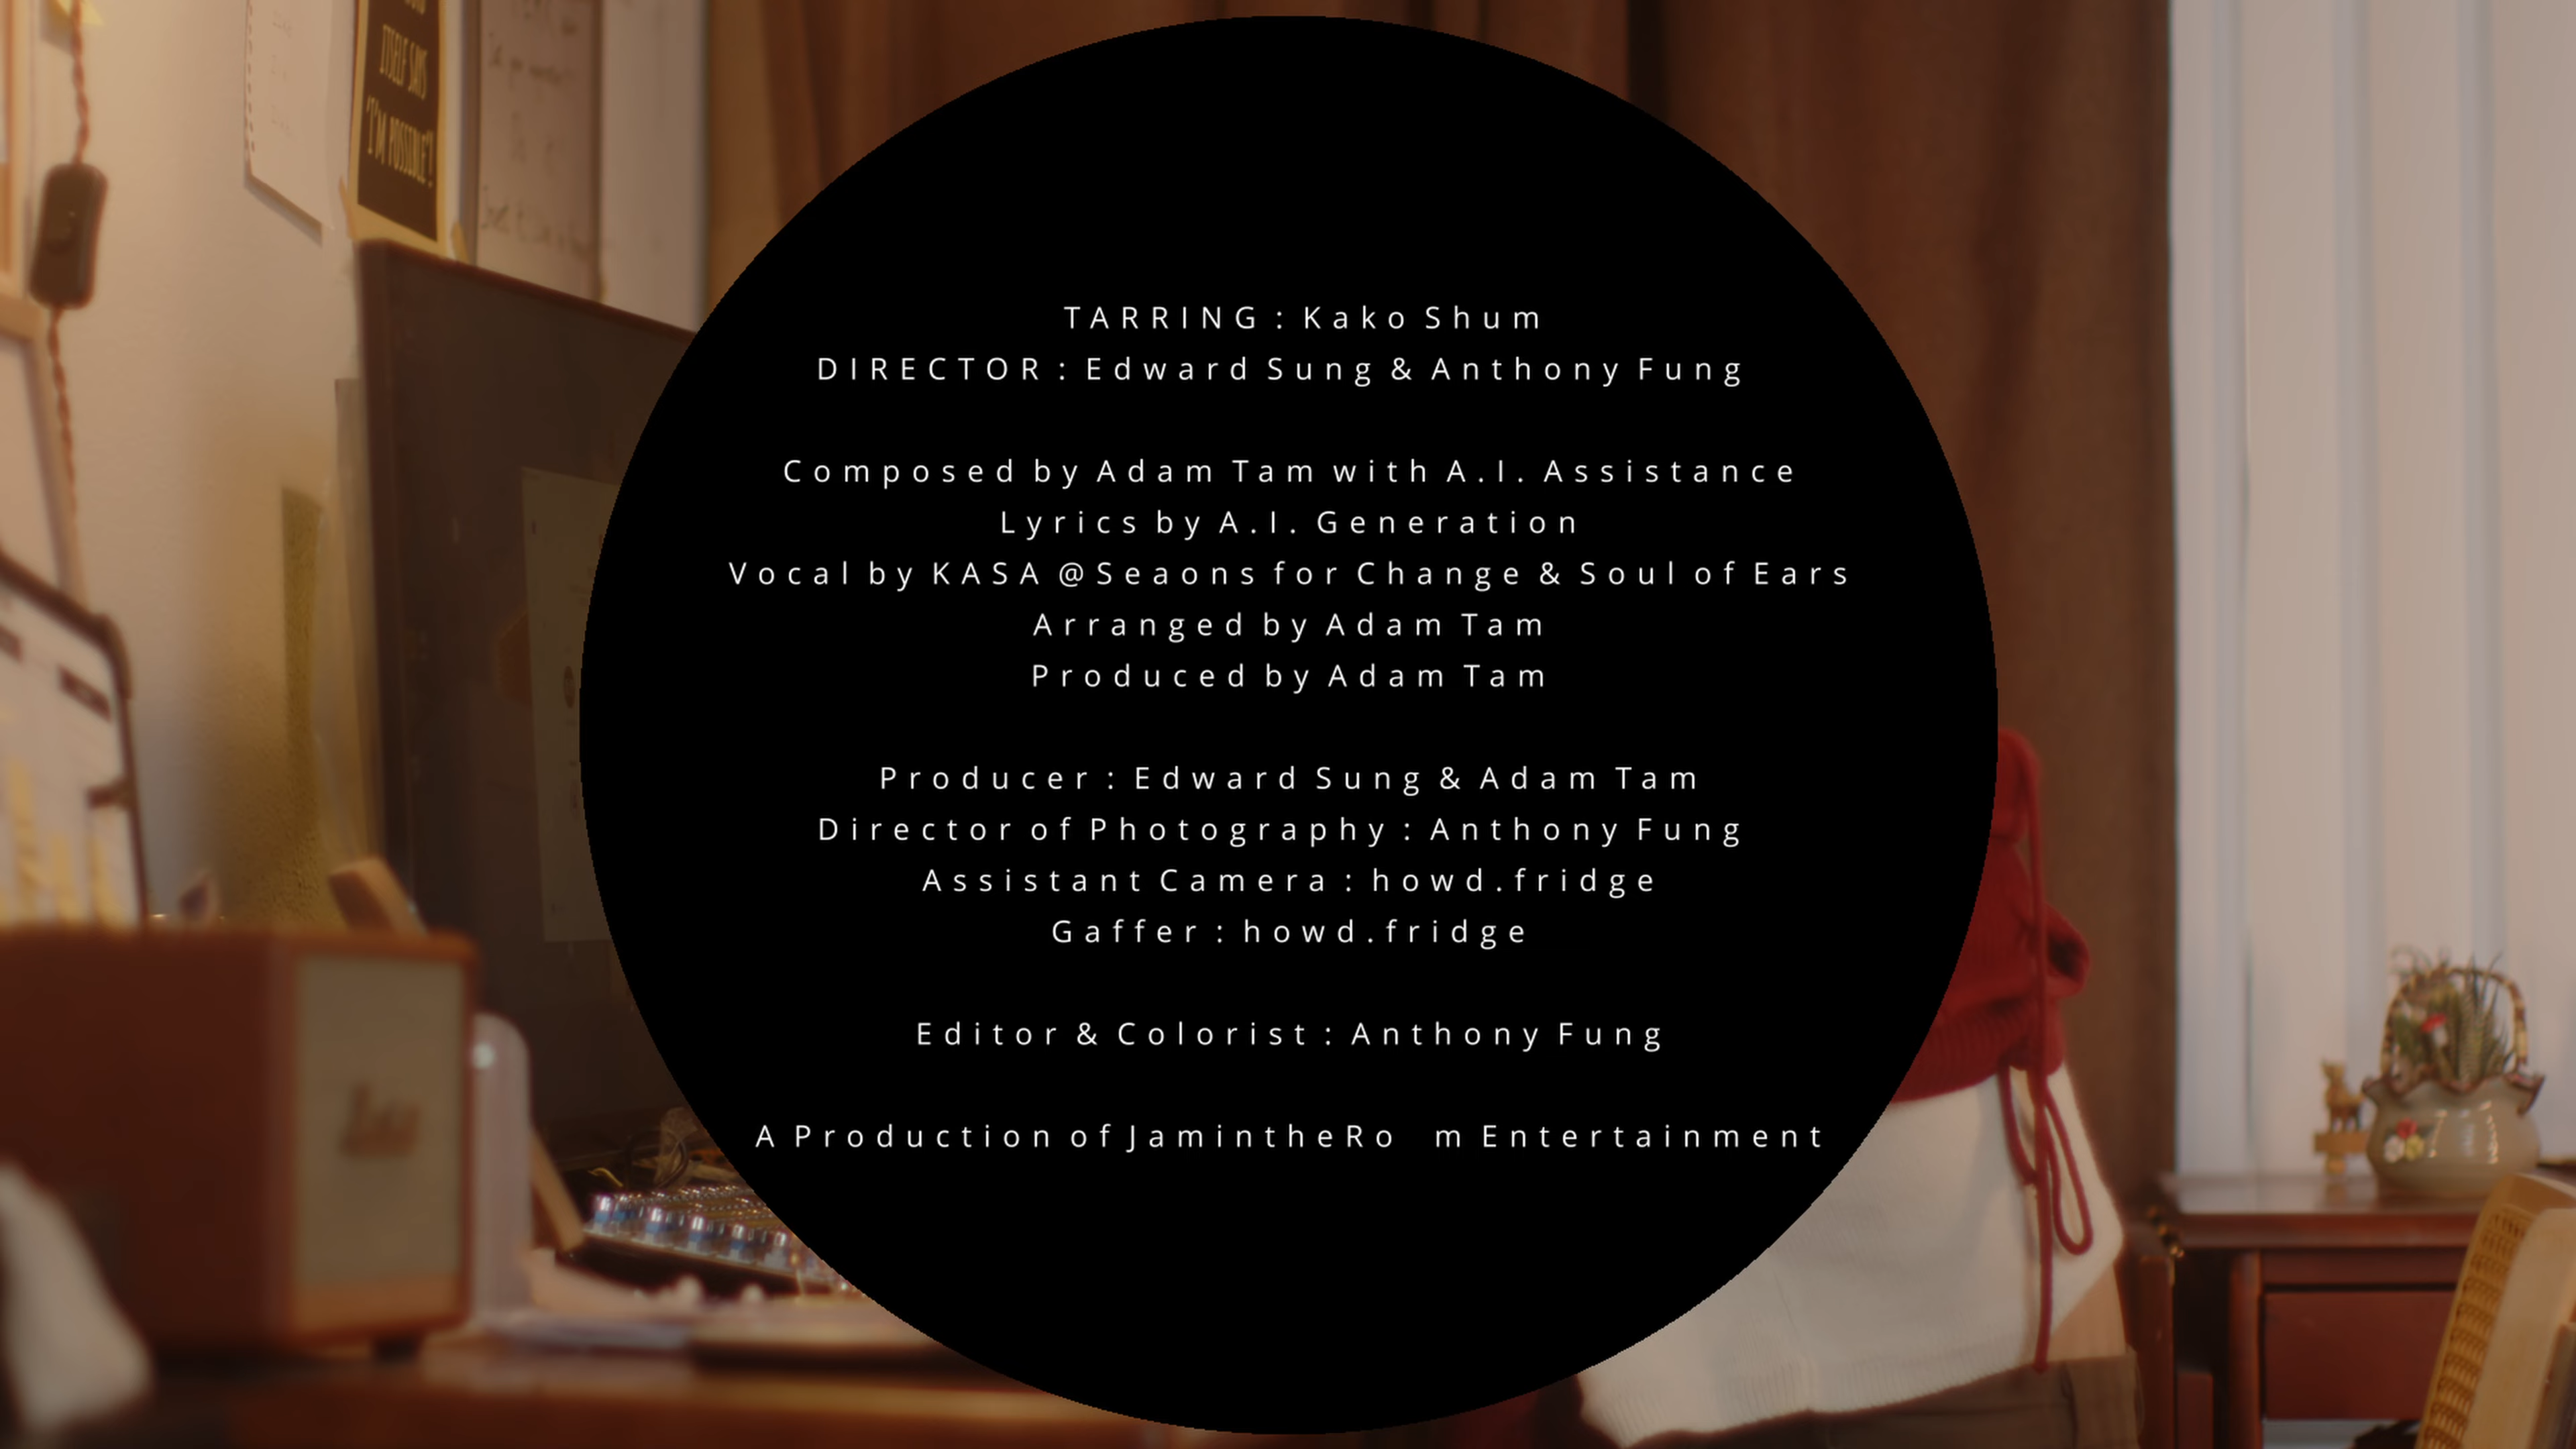 ITSELF SAYS
'I'M POSSIBLE'!
TARRING : Kako Shum
DIRECTOR : Edward Sung & Anthony Fung
Composed by Adam Tam with A.I. Assistance
Lyrics by A.I. Generation
Vocal by KASA @Seaons for Change & Soul of Ears
Arranged by Adam Tam
Produced by Adam Tam
Producer : Edward Sung & Adam Tam
Director of Photography : Anthony Fung
Assistant Camera : howd.fridge
Gaffer : howd.fridge
Editor & Colorist : Anthony Fung
A Production of JamintheRo m Entertainment